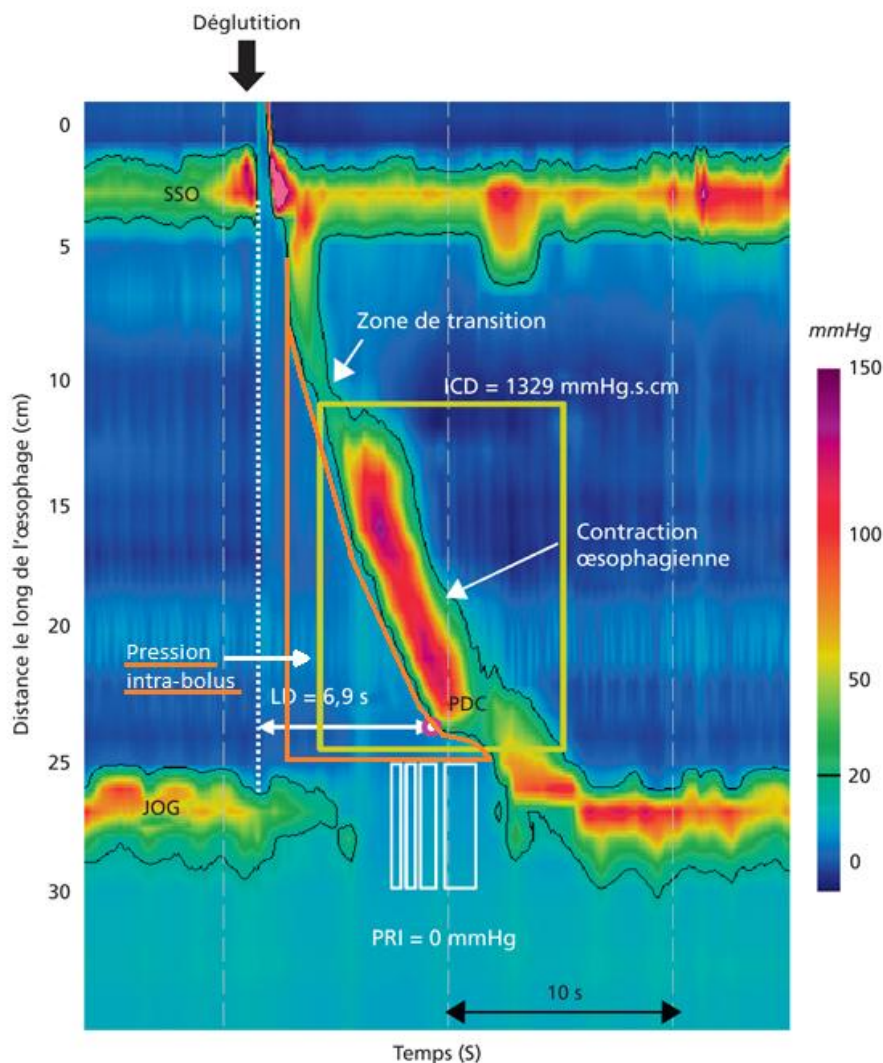 Déglutition
0
SSO
5
Zone de transition
mmHg
150
10
ICD = 1329 mmHg.s.cm
15
Contraction
œsophagienne
100
Distance le long de l'œsophage (cm)
20
Pression
intra-bolus
LD = 6,9 s
PDC
50
25
20
JOG
0
30
PRI = 0 mmHg
10 s
Temps (S)